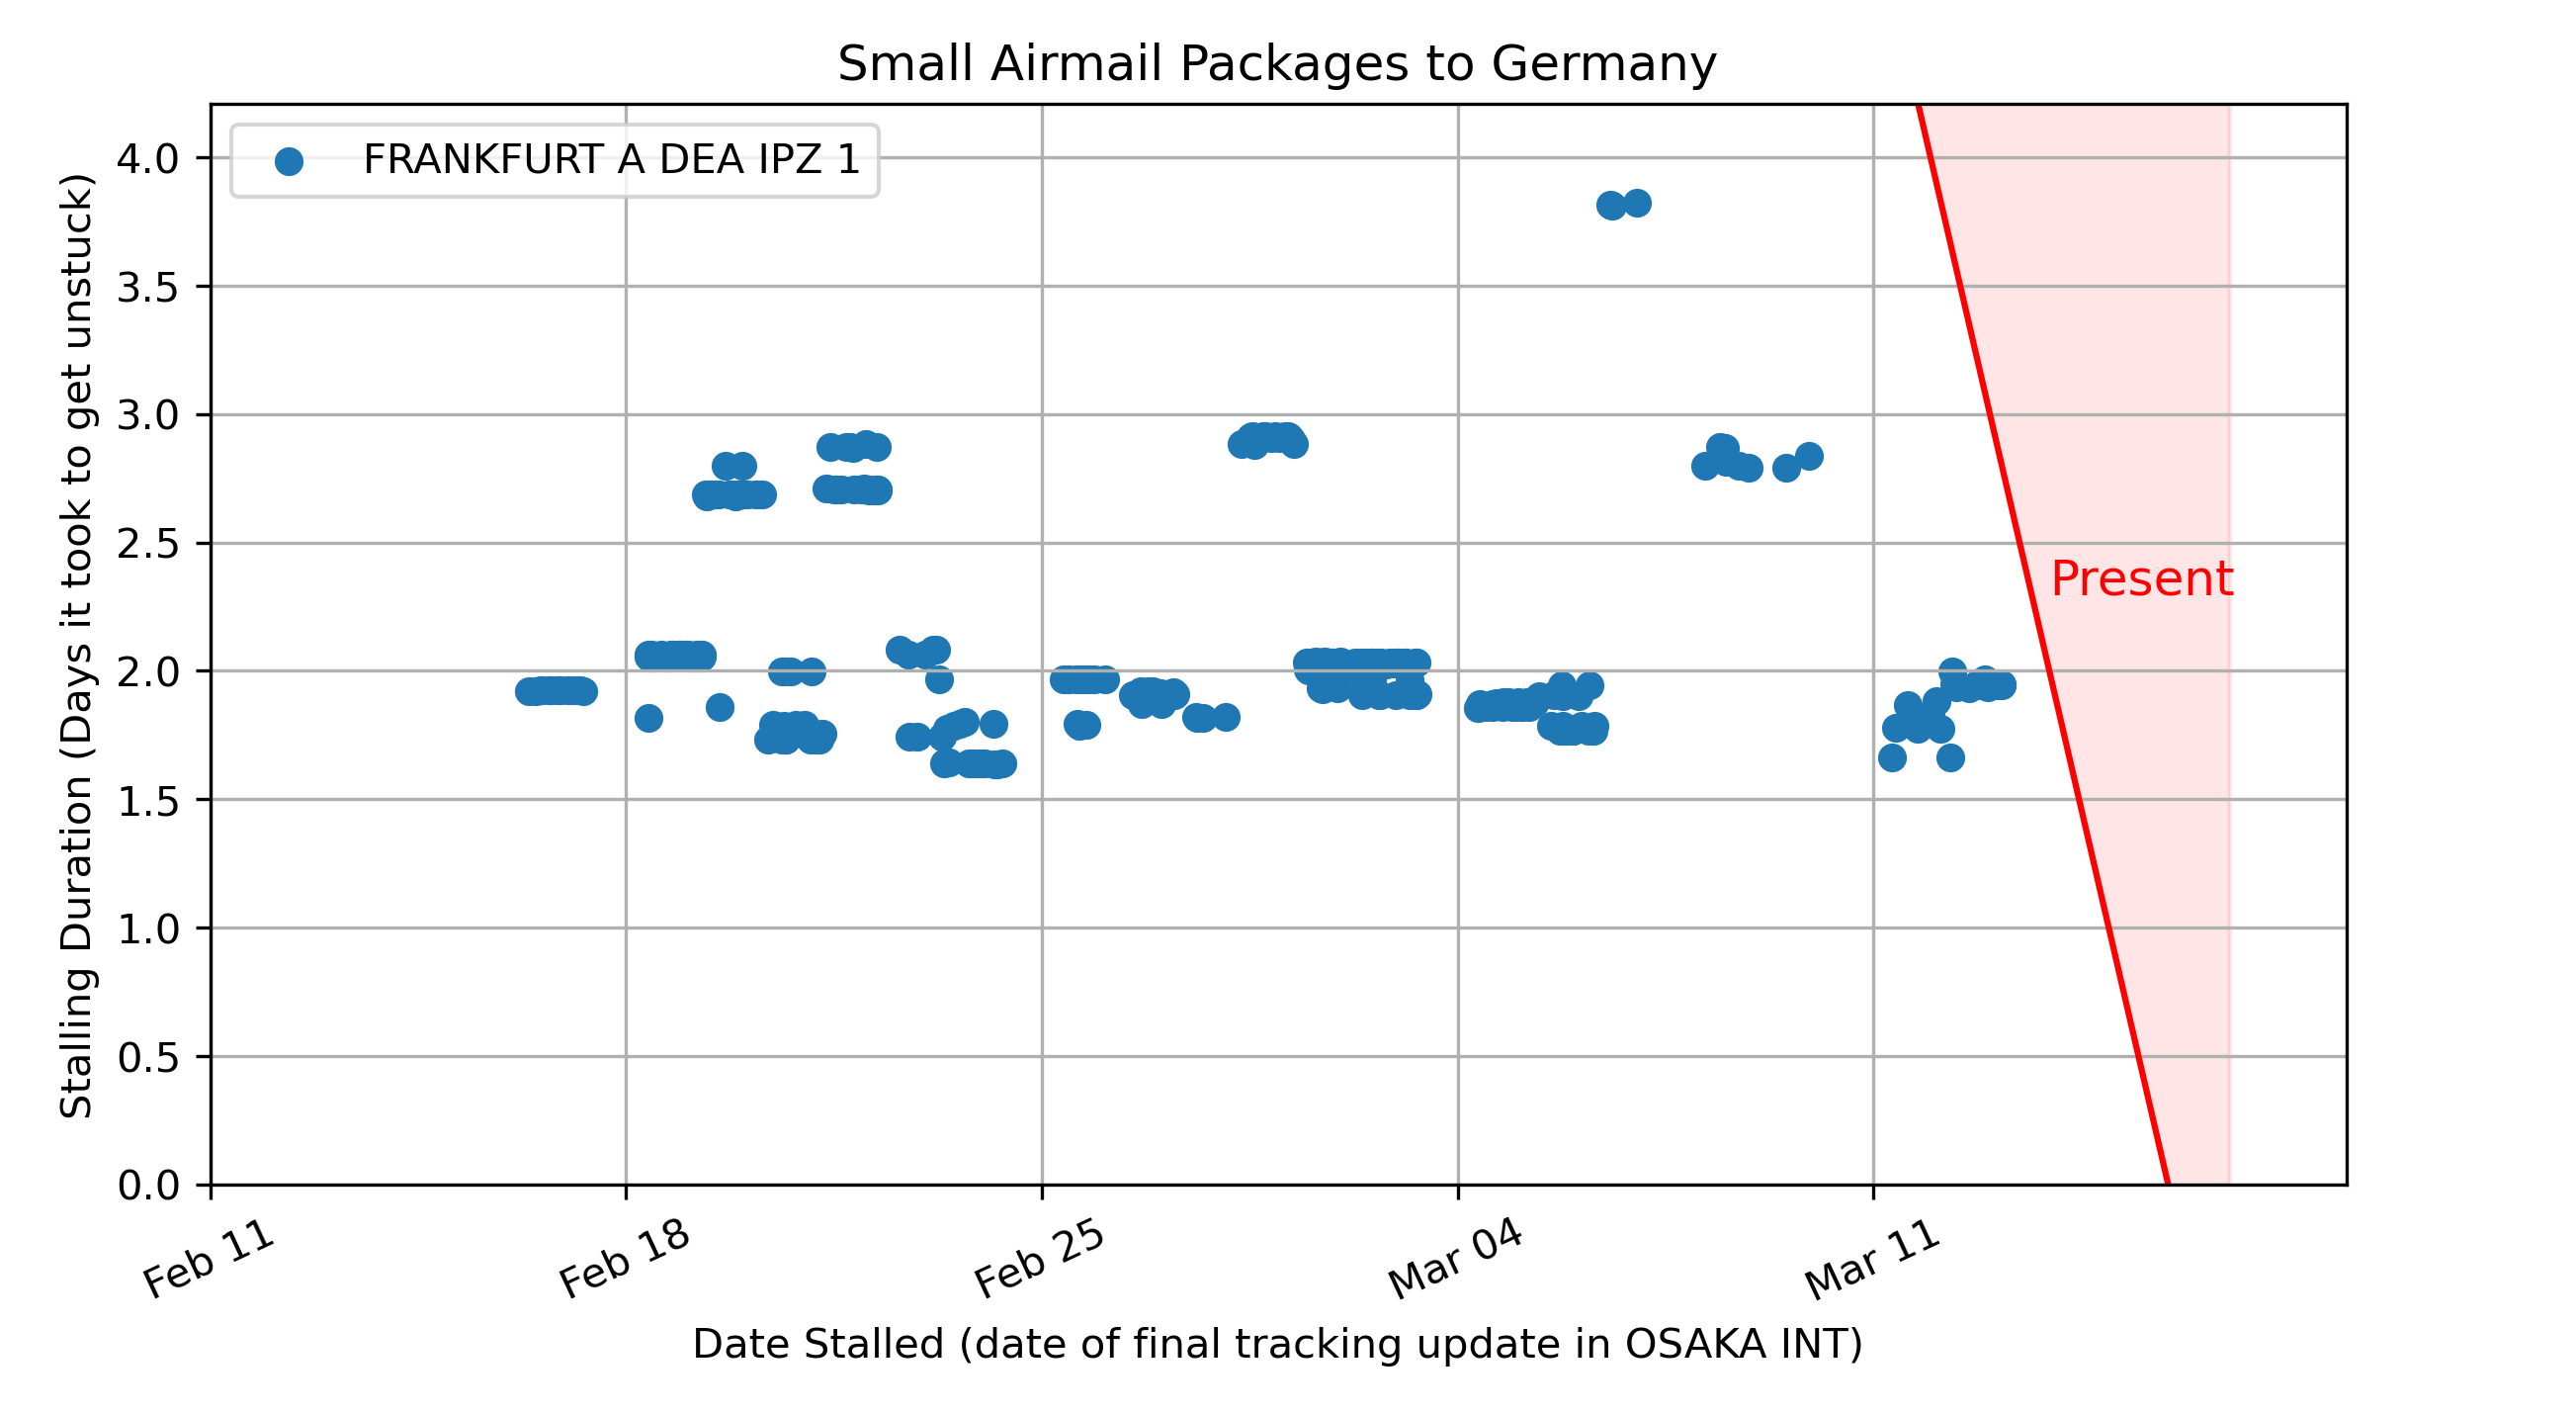 Small Airmail Packages to Germany
FRANKFURT A DEA IPZ 1
Stalling Duration (Days it took to get unstuck)
4.0
3.5
3.0
2.5
2.0
1.5
1.0
0.5
0.0
Present
Feb 11
Feb 18
Feb 25
Mar 04
Mar 11
Date Stalled (date of final tracking update in OSAKA INT)